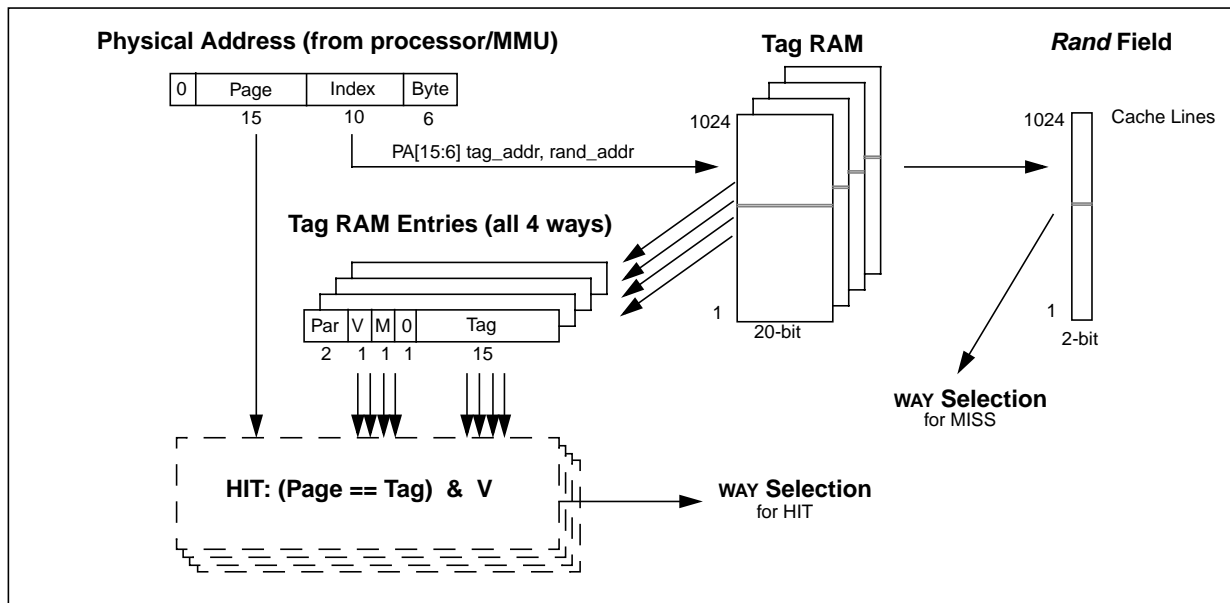 Physical Address (from processor/MMU)
Tag RAM
Rand Field
0 Page Index Byte
15 10 6
1024
1024
Cache Lines
PA[15:6] tag_addr, rand_addr
Tag RAM Entries (all 4 ways)
1
20-bit
1
2-bit
Par V M 0 Tag
2 1 1 1 15
WAY Selection
for MISS
HIT: (Page == Tag) & V
WAY Selection
for HIT